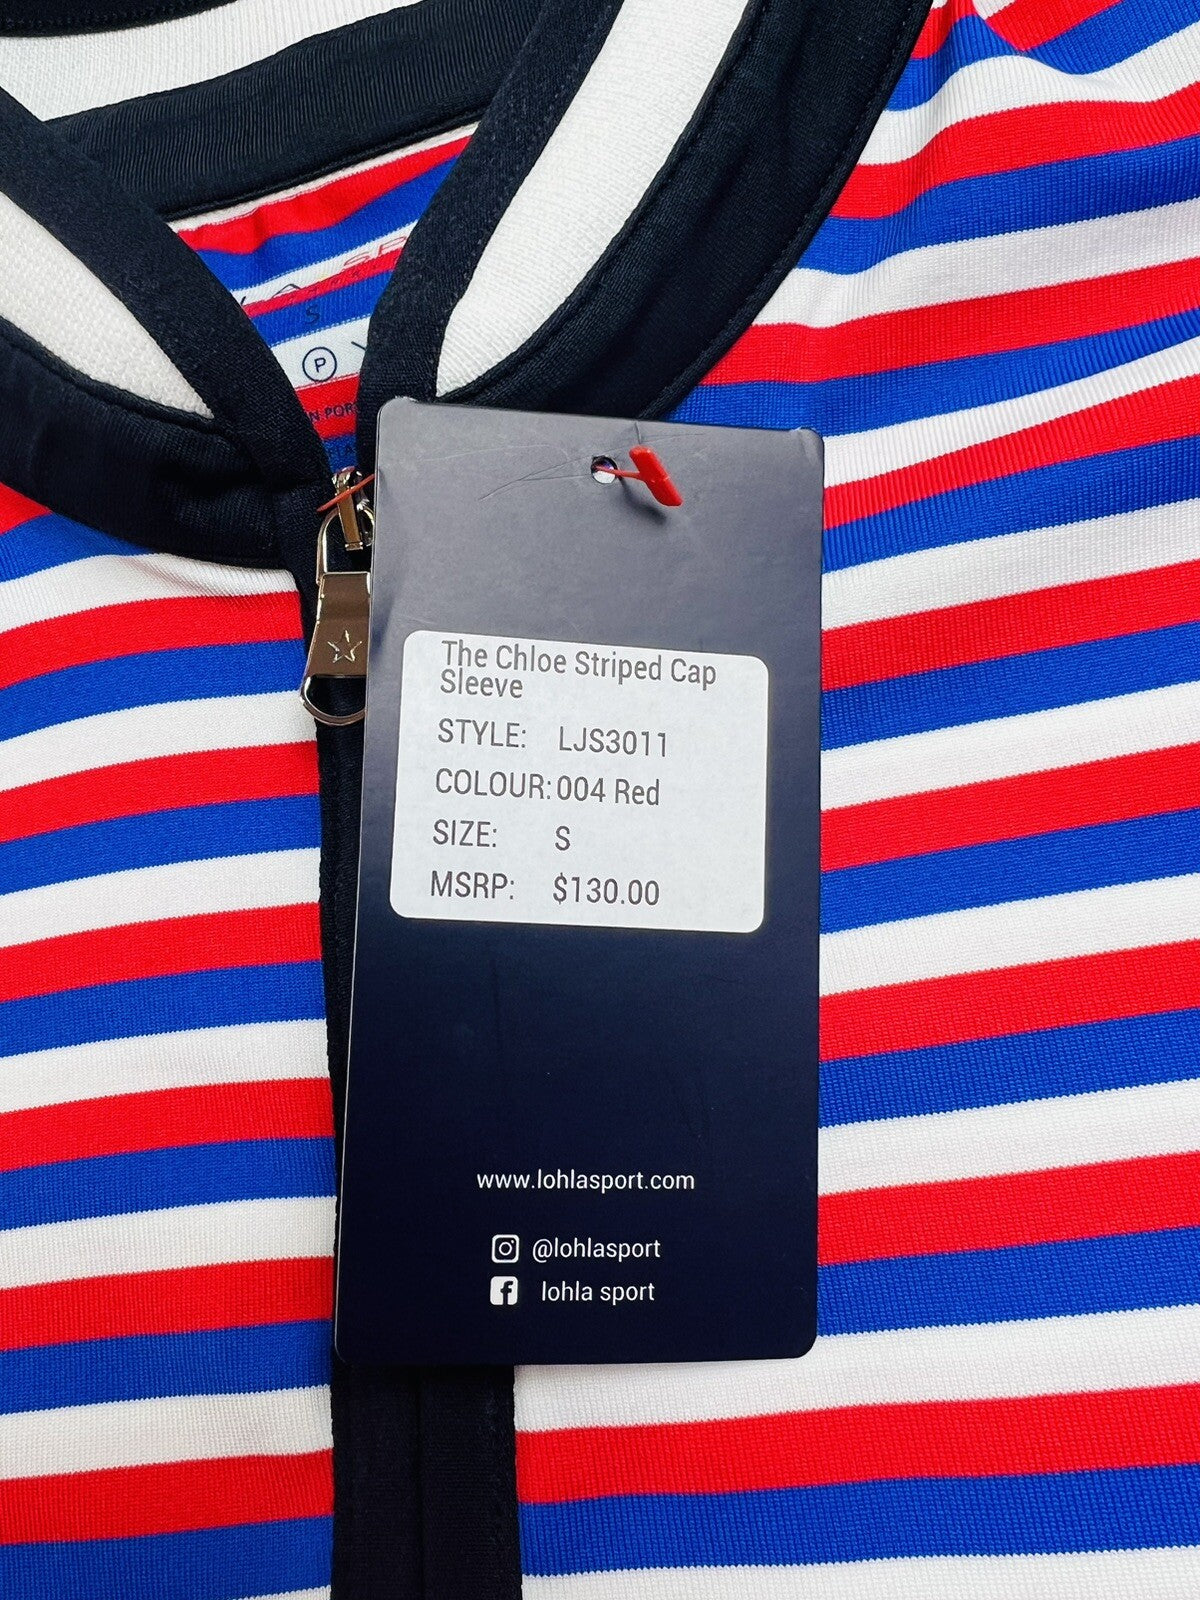 S
P
The Chloe Striped Cap
Sleeve
STYLE: LJS3011
COLOUR: 004 Red
SIZE: S
MSRP: $130.00
www.lohlasport.com
@lohlasport
lohla sport